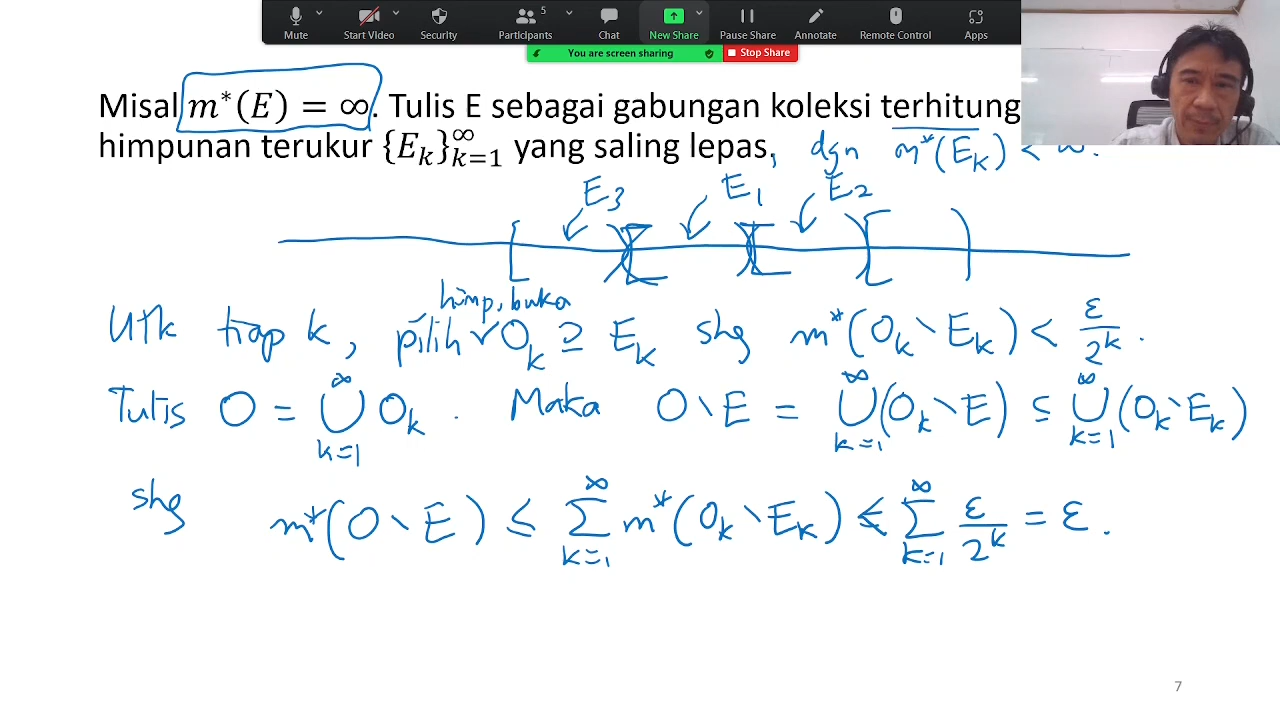 Mute Start Video Security Participants 5 Chat New Share Pause Share Annotate Remote Control Apps
You are screen sharing Stop Share
Misal m*(E) = ∞. Tulis E sebagai gabungan koleksi terhitung
himpunan terukur {E_k}_{k=1}^∞ yang saling lepas, dgn m*(E_k) < ∞.
E3 E1 E2
himp, buka
Utk tiap k, pilih O_k ⊇ E_k shg m*(O_k \ E_k) < ε/2^k.
Tulis O = ⋃_{k=1}^∞ O_k. Maka O \ E = ⋃_{k=1}^∞ (O_k \ E) ⊆ ⋃_{k=1}^∞ (O_k \ E_k)
shg m*(O \ E) ≤ ∑_{k=1}^∞ m*(O_k \ E_k) ≤ ∑_{k=1}^∞ ε/2^k = ε.
7